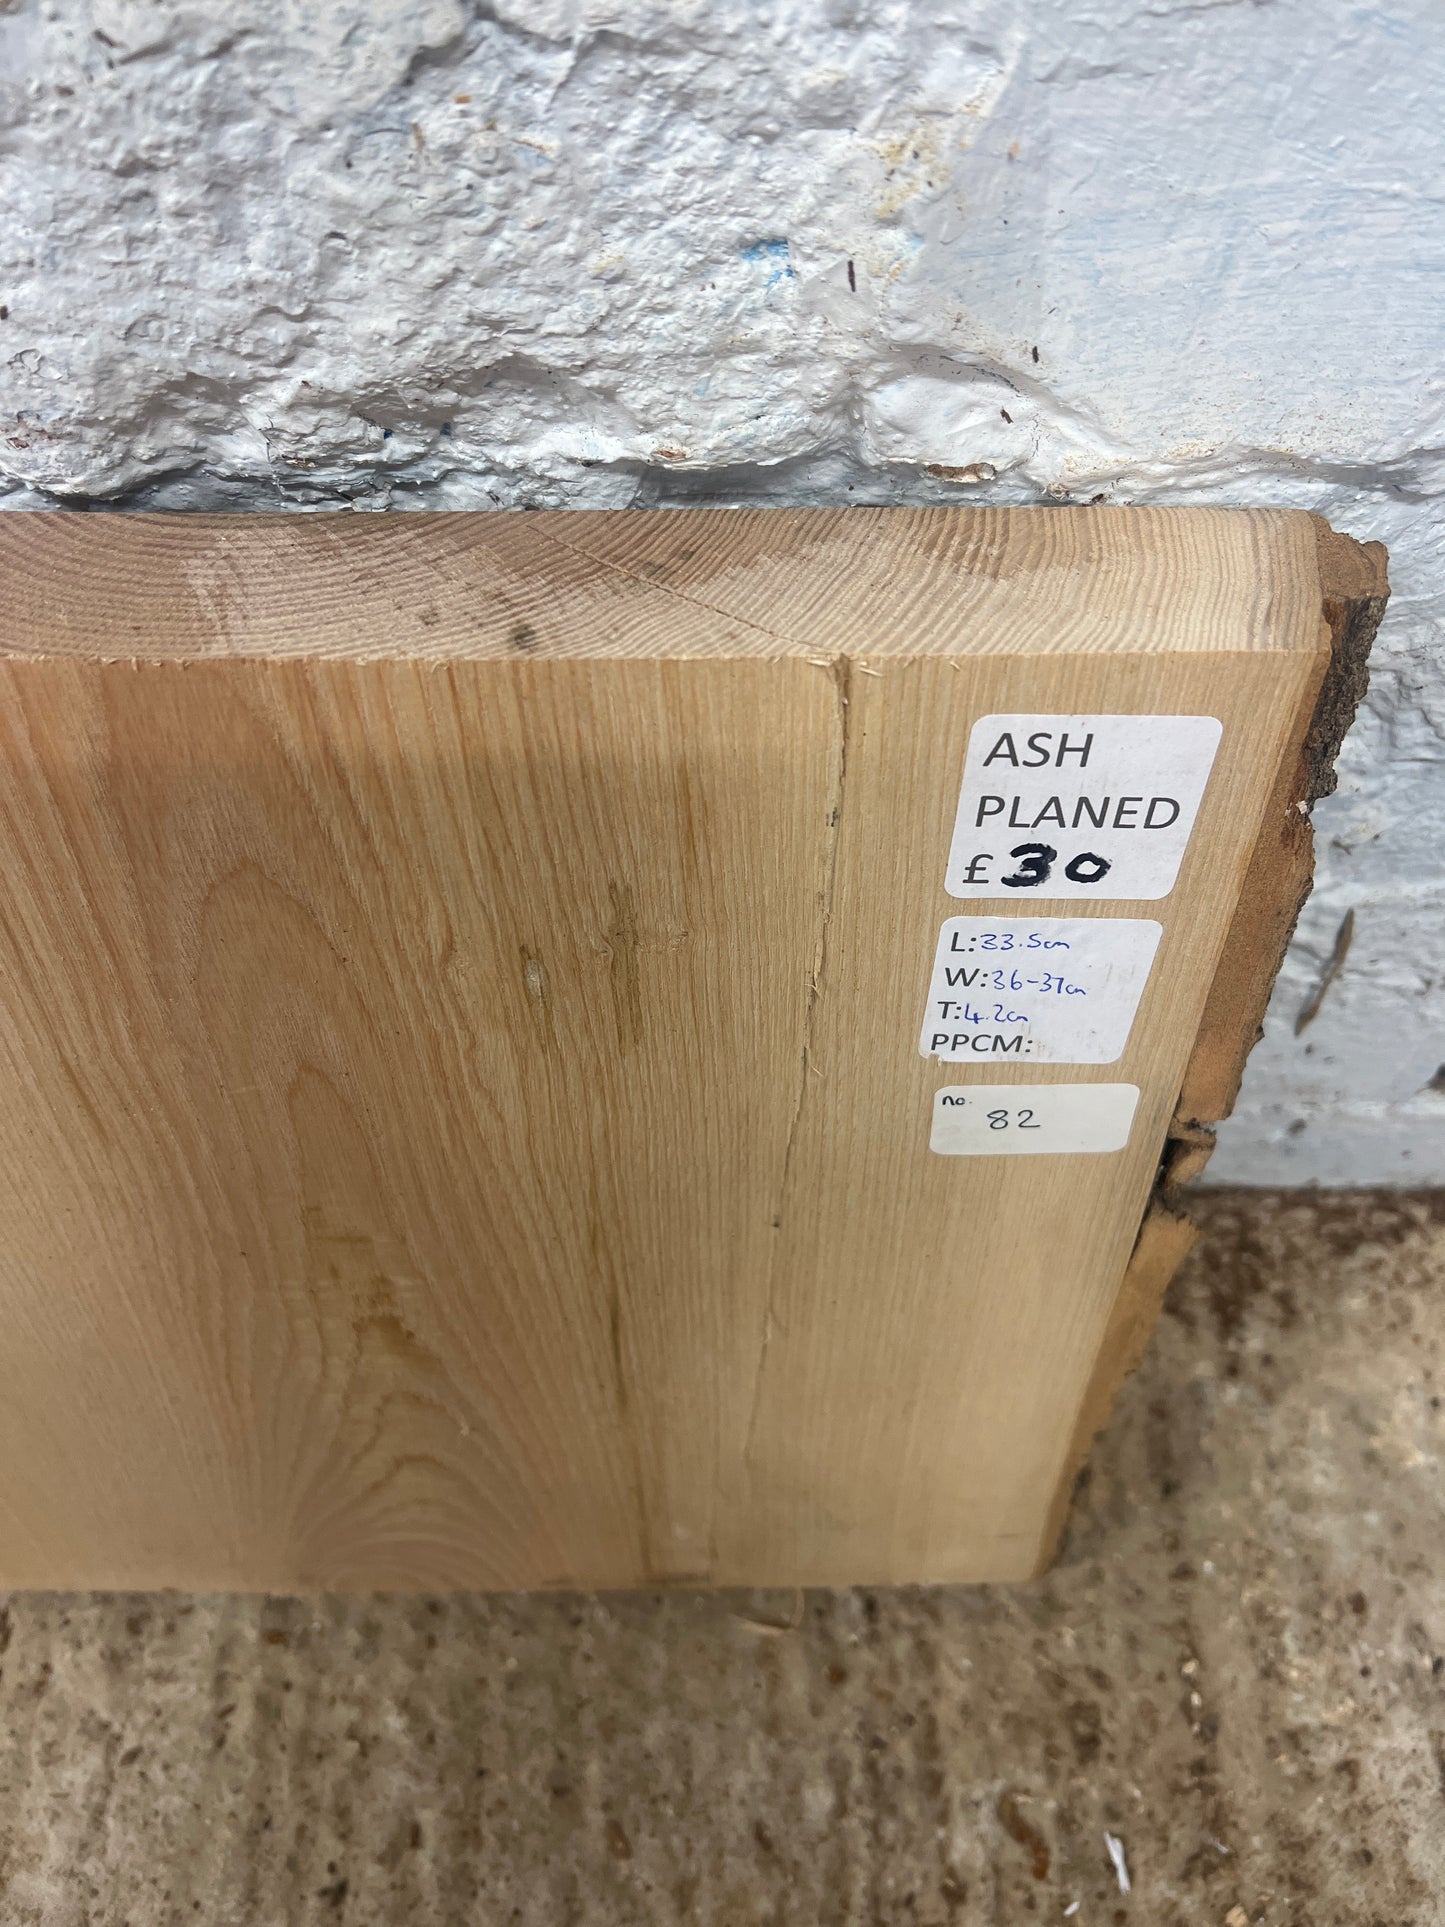 ASH
PLANED
£30
L:33.5cm
W:36-37cm
T:4.2cm
PPCM:
no.
82